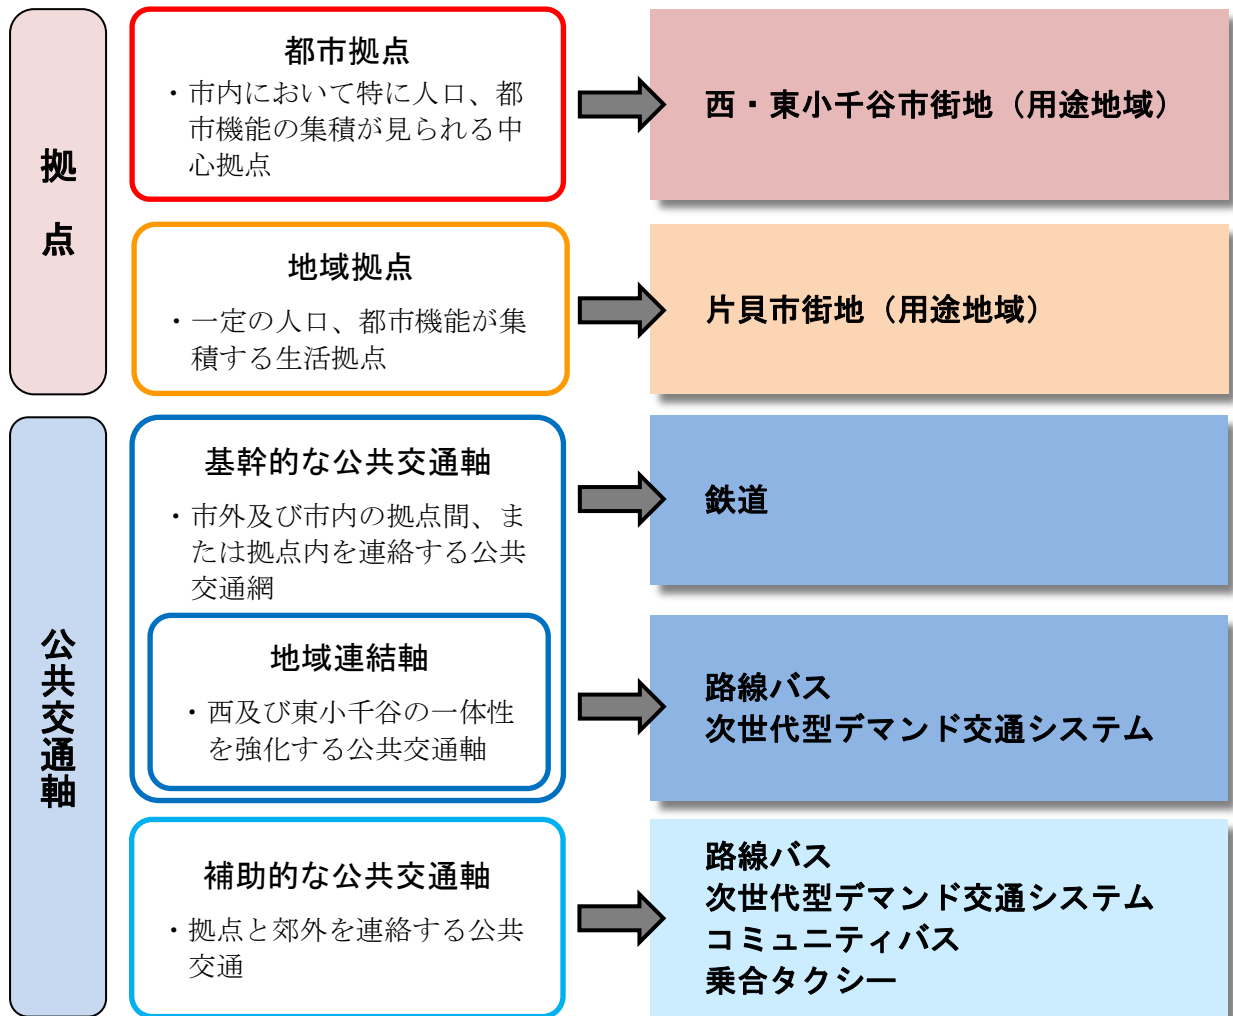 拠点
都市拠点
・市内において特に人口、都
市機能の集積が見られる中
心拠点
西・東小千谷市街地（用途地域）
地域拠点
・一定の人口、都市機能が集
積する生活拠点
片貝市街地（用途地域）
公共交通軸
基幹的な公共交通軸
・市外及び市内の拠点間、ま
たは拠点内を連絡する公共
交通網
鉄道
地域連結軸
・西及び東小千谷の一体性
を強化する公共交通軸
路線バス
次世代型デマンド交通システム
補助的な公共交通軸
・拠点と郊外を連絡する公共
交通
路線バス
次世代型デマンド交通システム
コミュニティバス
乗合タクシー